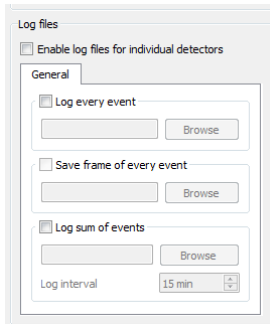 Log files
Enable log files for individual detectors
General
Log every event
Browse
Save frame of every event
Browse
Log sum of events
Browse
Log interval 15 min